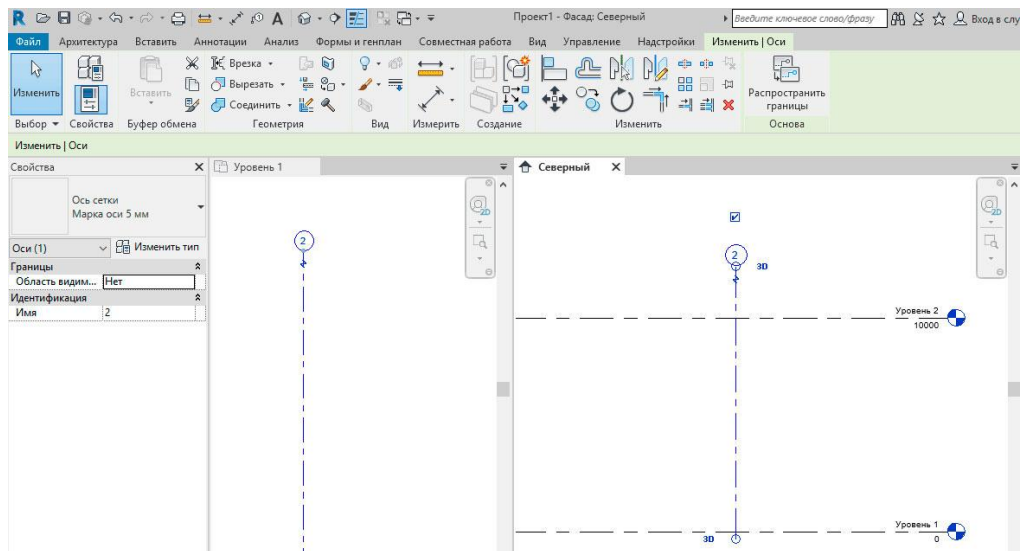 Проект1 - Фасад: Северный
Введите ключевое слово/фразу
Вход в слу
Файл Архитектура Вставить Аннотации Анализ Формы и генплан Совместная работа Вид Управление Надстройки Изменить | Оси
Изменить
Вставить
Врезка
Вырезать
Соединить
Распространить границы
Выбор Свойства Буфер обмена Геометрия Вид Измерить Создание Изменить Основа
Изменить | Оси
Свойства
Уровень 1
Северный
Ось сетки
Марка оси 5 мм
Оси (1)
Изменить тип
Границы
Область видим... Нет
Идентификация
Имя 2
2
2D
2
3D
2D
Уровень 2
10000
Уровень 1
0
3D